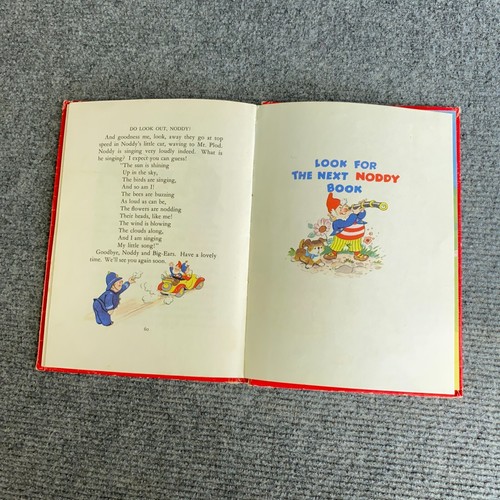 DO LOOK OUT, NODDY!
And goodness me, look, away they go at top
speed in Noddy's little car, waving to Mr. Plod.
Noddy is singing very loudly indeed. What is
he singing? I expect you can guess!
"The sun is shining
Up in the sky,
The birds are singing,
And so am I!
The bees are humming
As loud as can be,
The flowers are nodding
Their heads, like me!
The wind is blowing
The clouds along,
And I am singing
My little song!"
Goodbye, Noddy and Big-Ears. Have a lovely
time. We'll see you again soon.
60
LOOK FOR
THE NEXT NODDY
BOOK